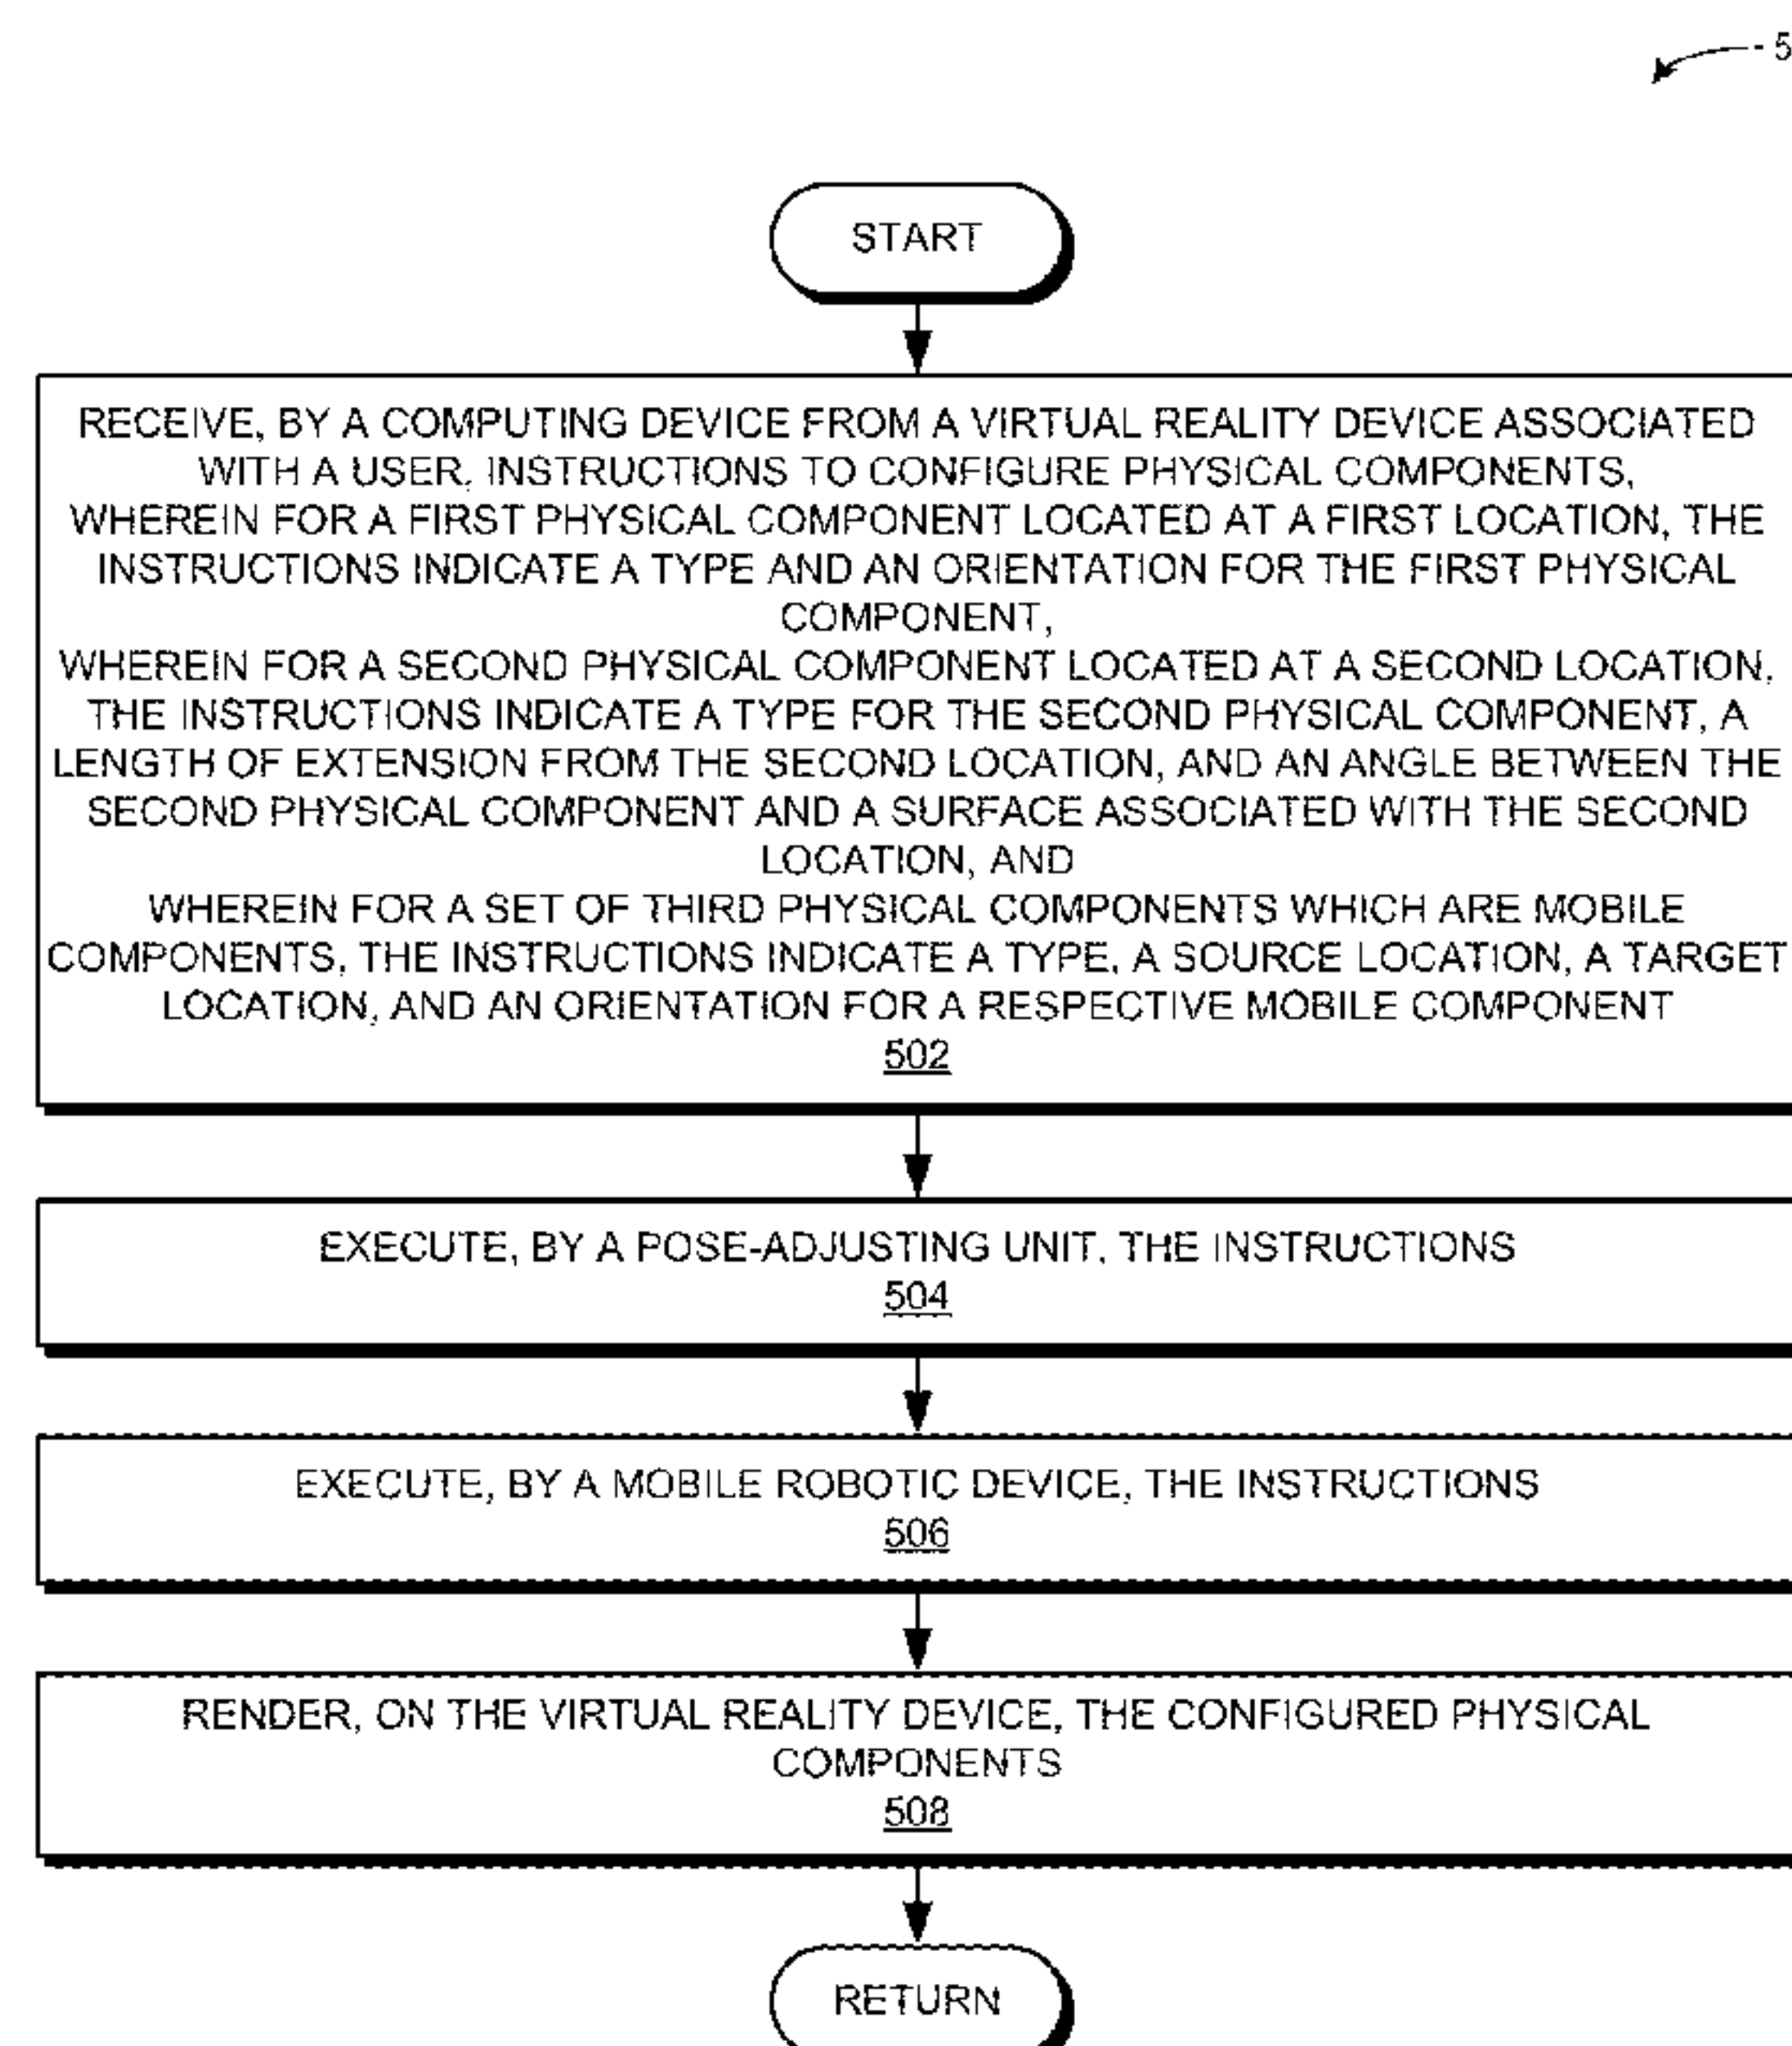 5
START
RECEIVE, BY A COMPUTING DEVICE FROM A VIRTUAL REALITY DEVICE ASSOCIATED
WITH A USER, INSTRUCTIONS TO CONFIGURE PHYSICAL COMPONENTS,
WHEREIN FOR A FIRST PHYSICAL COMPONENT LOCATED AT A FIRST LOCATION, THE
INSTRUCTIONS INDICATE A TYPE AND AN ORIENTATION FOR THE FIRST PHYSICAL
COMPONENT,
WHEREIN FOR A SECOND PHYSICAL COMPONENT LOCATED AT A SECOND LOCATION,
THE INSTRUCTIONS INDICATE A TYPE FOR THE SECOND PHYSICAL COMPONENT, A
LENGTH OF EXTENSION FROM THE SECOND LOCATION, AND AN ANGLE BETWEEN THE
SECOND PHYSICAL COMPONENT AND A SURFACE ASSOCIATED WITH THE SECOND
LOCATION, AND
WHEREIN FOR A SET OF THIRD PHYSICAL COMPONENTS WHICH ARE MOBILE
COMPONENTS, THE INSTRUCTIONS INDICATE A TYPE, A SOURCE LOCATION, A TARGET
LOCATION, AND AN ORIENTATION FOR A RESPECTIVE MOBILE COMPONENT
502
EXECUTE, BY A POSE-ADJUSTING UNIT, THE INSTRUCTIONS
504
EXECUTE, BY A MOBILE ROBOTIC DEVICE, THE INSTRUCTIONS
506
RENDER, ON THE VIRTUAL REALITY DEVICE, THE CONFIGURED PHYSICAL
COMPONENTS
508
RETURN